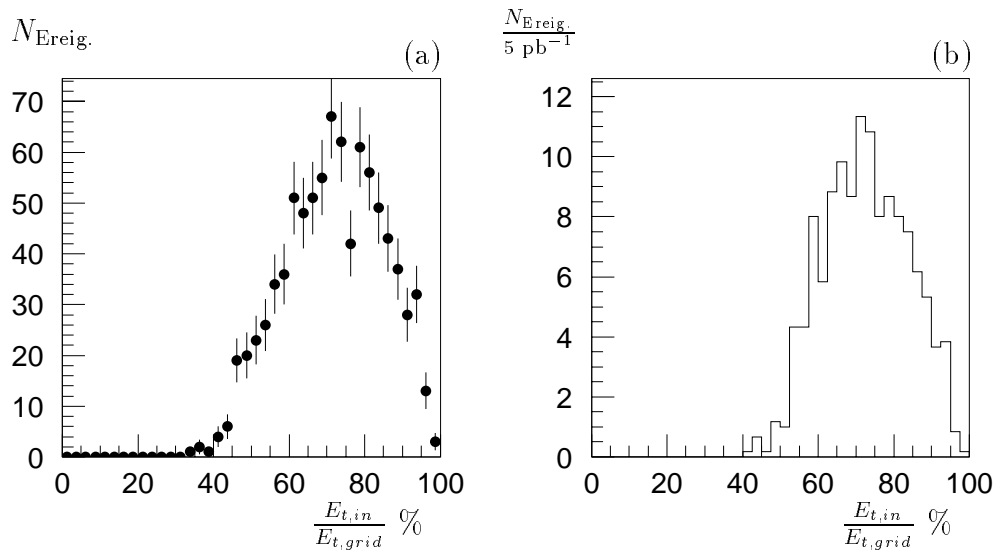 N_Ereig.
(a)
70
60
50
40
30
20
10
0
0 20 40 60 80 100
E_t,in / E_t,grid %
N_Ereig. / 5 pb^−1
(b)
12
10
8
6
4
2
0
0 20 40 60 80 100
E_t,in / E_t,grid %